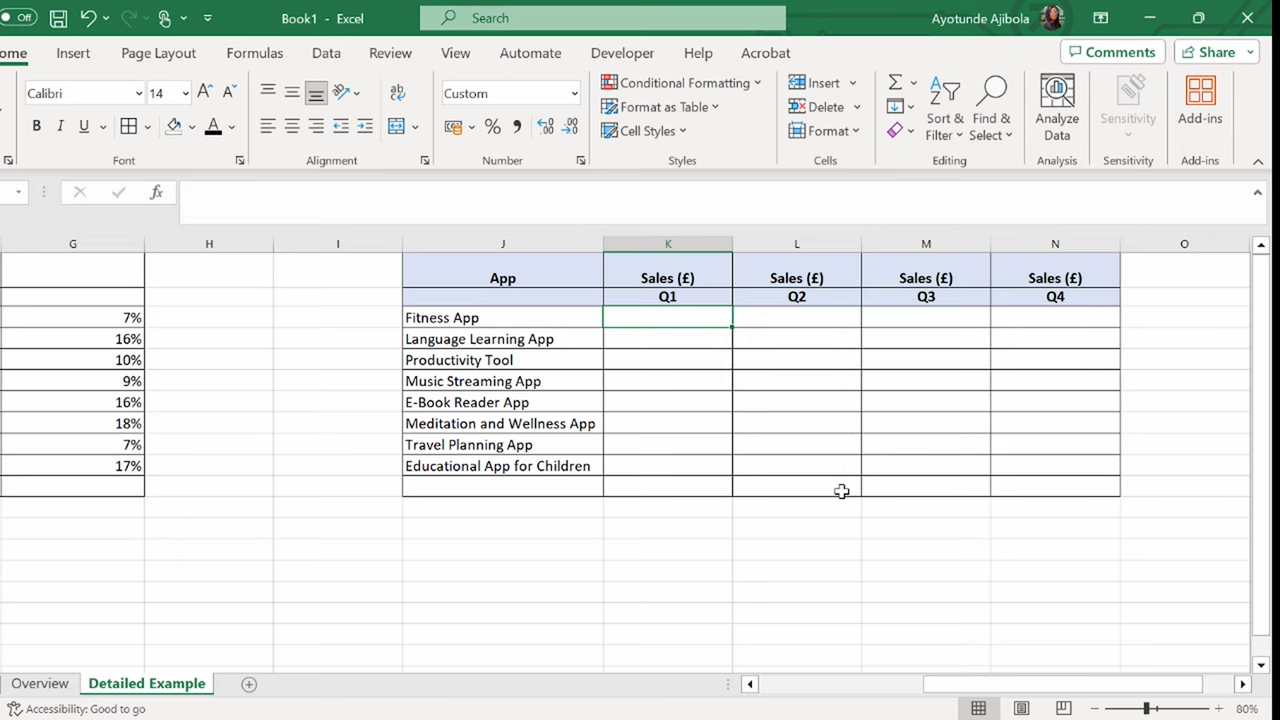 Off Book1 - Excel Search Ayotunde Ajibola
ome Insert Page Layout Formulas Data Review View Automate Developer Help Acrobat Comments Share
Calibri 14 A A ab Custom Conditional Formatting Insert
Format as Table Delete Sort & Find & Analyze Sensitivity Add-ins
B I U A % Cell Styles Format Filter Select Data
Font Alignment Number Styles Cells Editing Analysis Sensitivity Add-ins
fx
G H I J K L M N O
App Sales (£) Sales (£) Sales (£) Sales (£)
Q1 Q2 Q3 Q4
7% Fitness App
16% Language Learning App
10% Productivity Tool
9% Music Streaming App
16% E-Book Reader App
18% Meditation and Wellness App
7% Travel Planning App
17% Educational App for Children
Overview Detailed Example
Accessibility: Good to go 80%